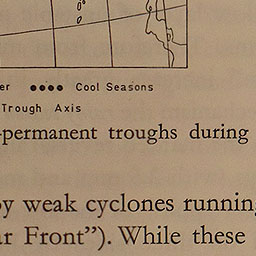 er •••• Cool Seasons
Trough Axis
-permanent troughs during
by weak cyclones running
ar Front"). While these